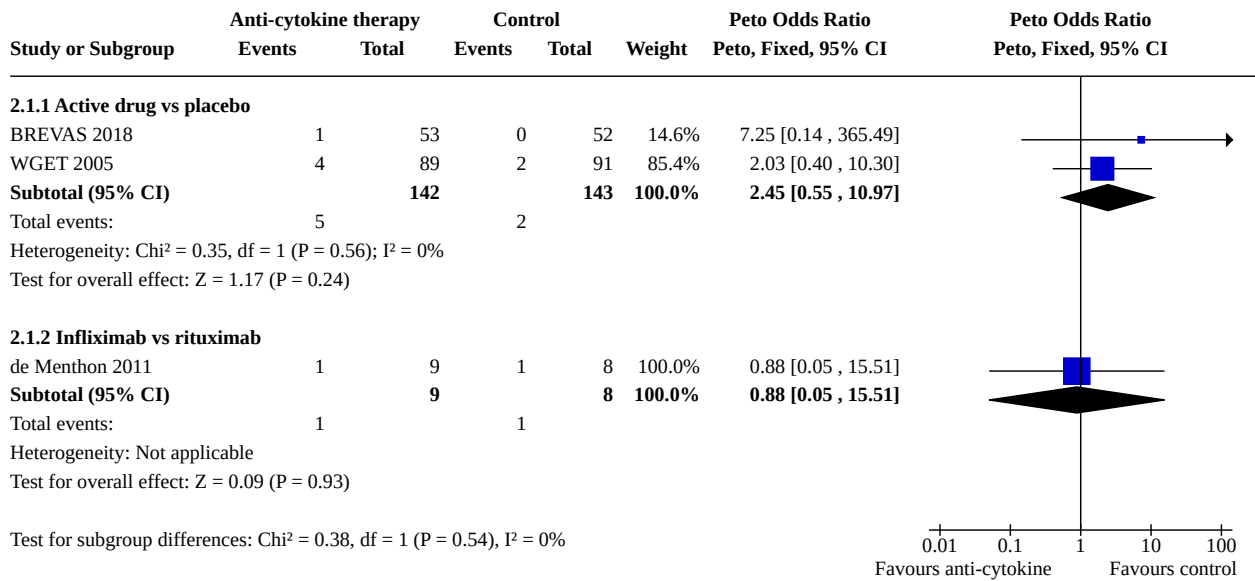 Anti-cytokine therapy Control Peto Odds Ratio Peto Odds Ratio
Study or Subgroup Events Total Events Total Weight Peto, Fixed, 95% CI Peto, Fixed, 95% CI
2.1.1 Active drug vs placebo
BREVAS 2018 1 53 0 52 14.6% 7.25 [0.14 , 365.49]
WGET 2005 4 89 2 91 85.4% 2.03 [0.40 , 10.30]
Subtotal (95% CI) 142 143 100.0% 2.45 [0.55 , 10.97]
Total events: 5 2
Heterogeneity: Chi² = 0.35, df = 1 (P = 0.56); I² = 0%
Test for overall effect: Z = 1.17 (P = 0.24)
2.1.2 Infliximab vs rituximab
de Menthon 2011 1 9 1 8 100.0% 0.88 [0.05 , 15.51]
Subtotal (95% CI) 9 8 100.0% 0.88 [0.05 , 15.51]
Total events: 1 1
Heterogeneity: Not applicable
Test for overall effect: Z = 0.09 (P = 0.93)
Test for subgroup differences: Chi² = 0.38, df = 1 (P = 0.54), I² = 0%
0.01 0.1 1 10 100
Favours anti-cytokine Favours control